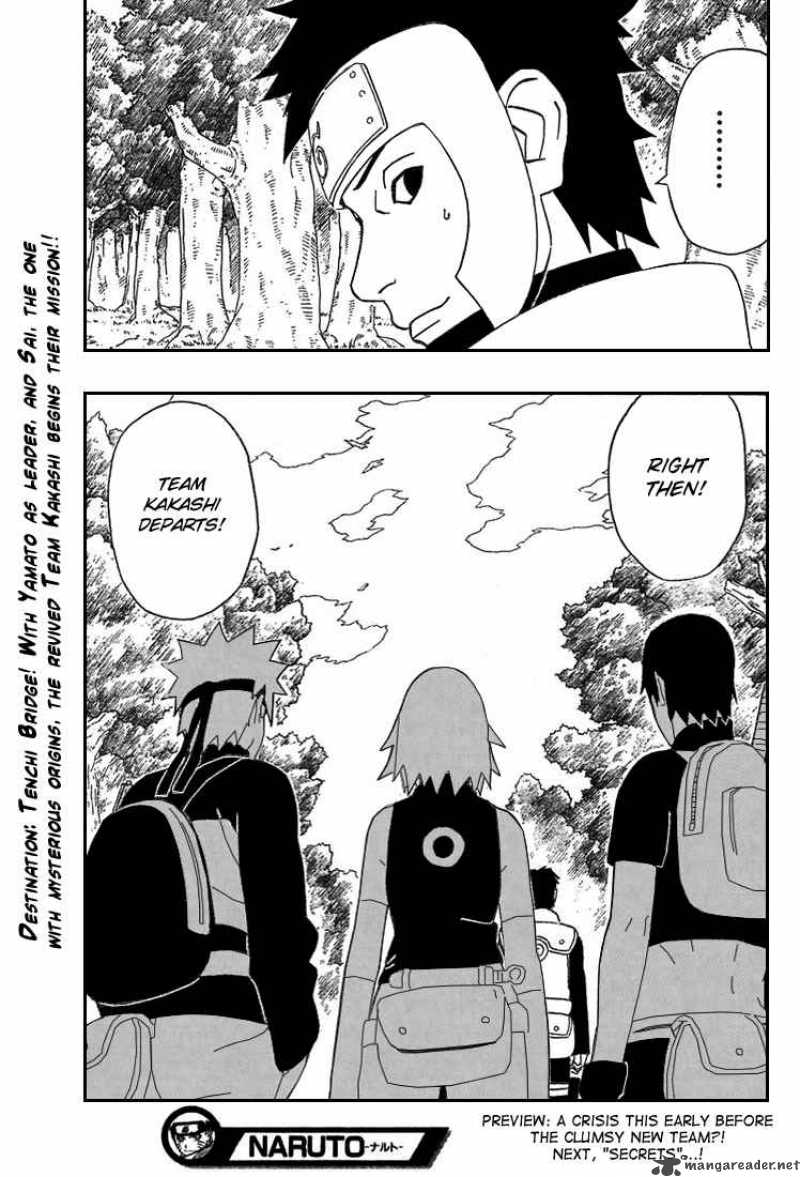 .........
RIGHT
THEN!
TEAM
KAKASHI
DEPARTS!
DESTINATION: TENCHI BRIDGE! WITH YAMATO AS LEADER, AND SAI, THE ONE
WITH MYSTERIOUS ORIGINS, THE REVIVED TEAM KAKASHI BEGINS THEIR MISSION!!
NARUTO-ナルト-
PREVIEW: A CRISIS THIS EARLY BEFORE
THE CLUMSY NEW TEAM?!
NEXT, "SECRETS"...!
mangareader.net